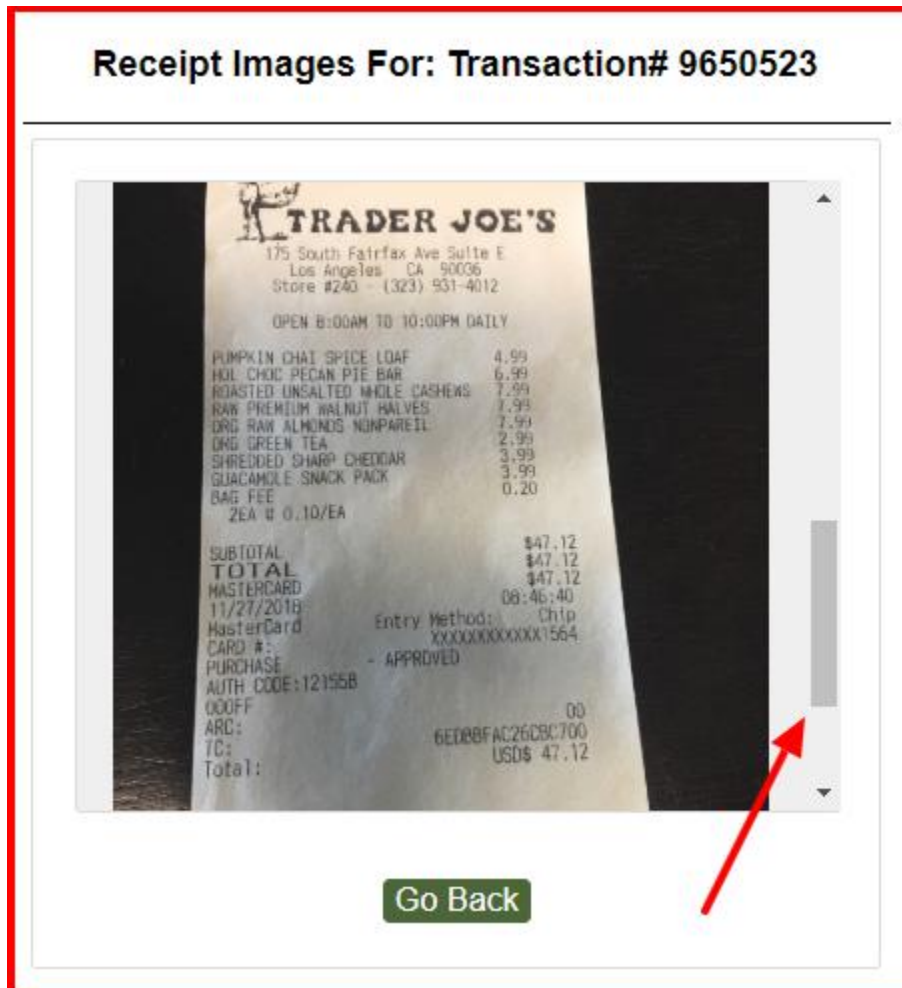 Receipt Images For: Transaction# 9650523
TRADER JOE'S
175 South Fairfax Ave Suite E
Los Angeles CA 90036
Store #240 - (323) 931-4012
OPEN 8:00AM TO 10:00PM DAILY
PUMPKIN CHAI SPICE LOAF 4.99
HOL CHOC PECAN PIE BAR 6.99
ROASTED UNSALTED WHOLE CASHEWS 7.99
RAW PREMIUM WALNUT HALVES 7.99
ORG RAW ALMONDS NONPAREIL 7.99
ORG GREEN TEA 2.99
SHREDDED SHARP CHEDDAR 3.99
GUACAMOLE SNACK PACK 3.99
BAG FEE 0.20
2EA @ 0.10/EA
SUBTOTAL $47.12
TOTAL $47.12
MASTERCARD $47.12
11/27/2018 08:46:40
MasterCard Entry Method: Chip
CARD #: XXXXXXXXXXXX1564
PURCHASE - APPROVED
AUTH CODE:12155B
000FF
ARC: 00
TC:
Total: USD$ 47.12
Go Back